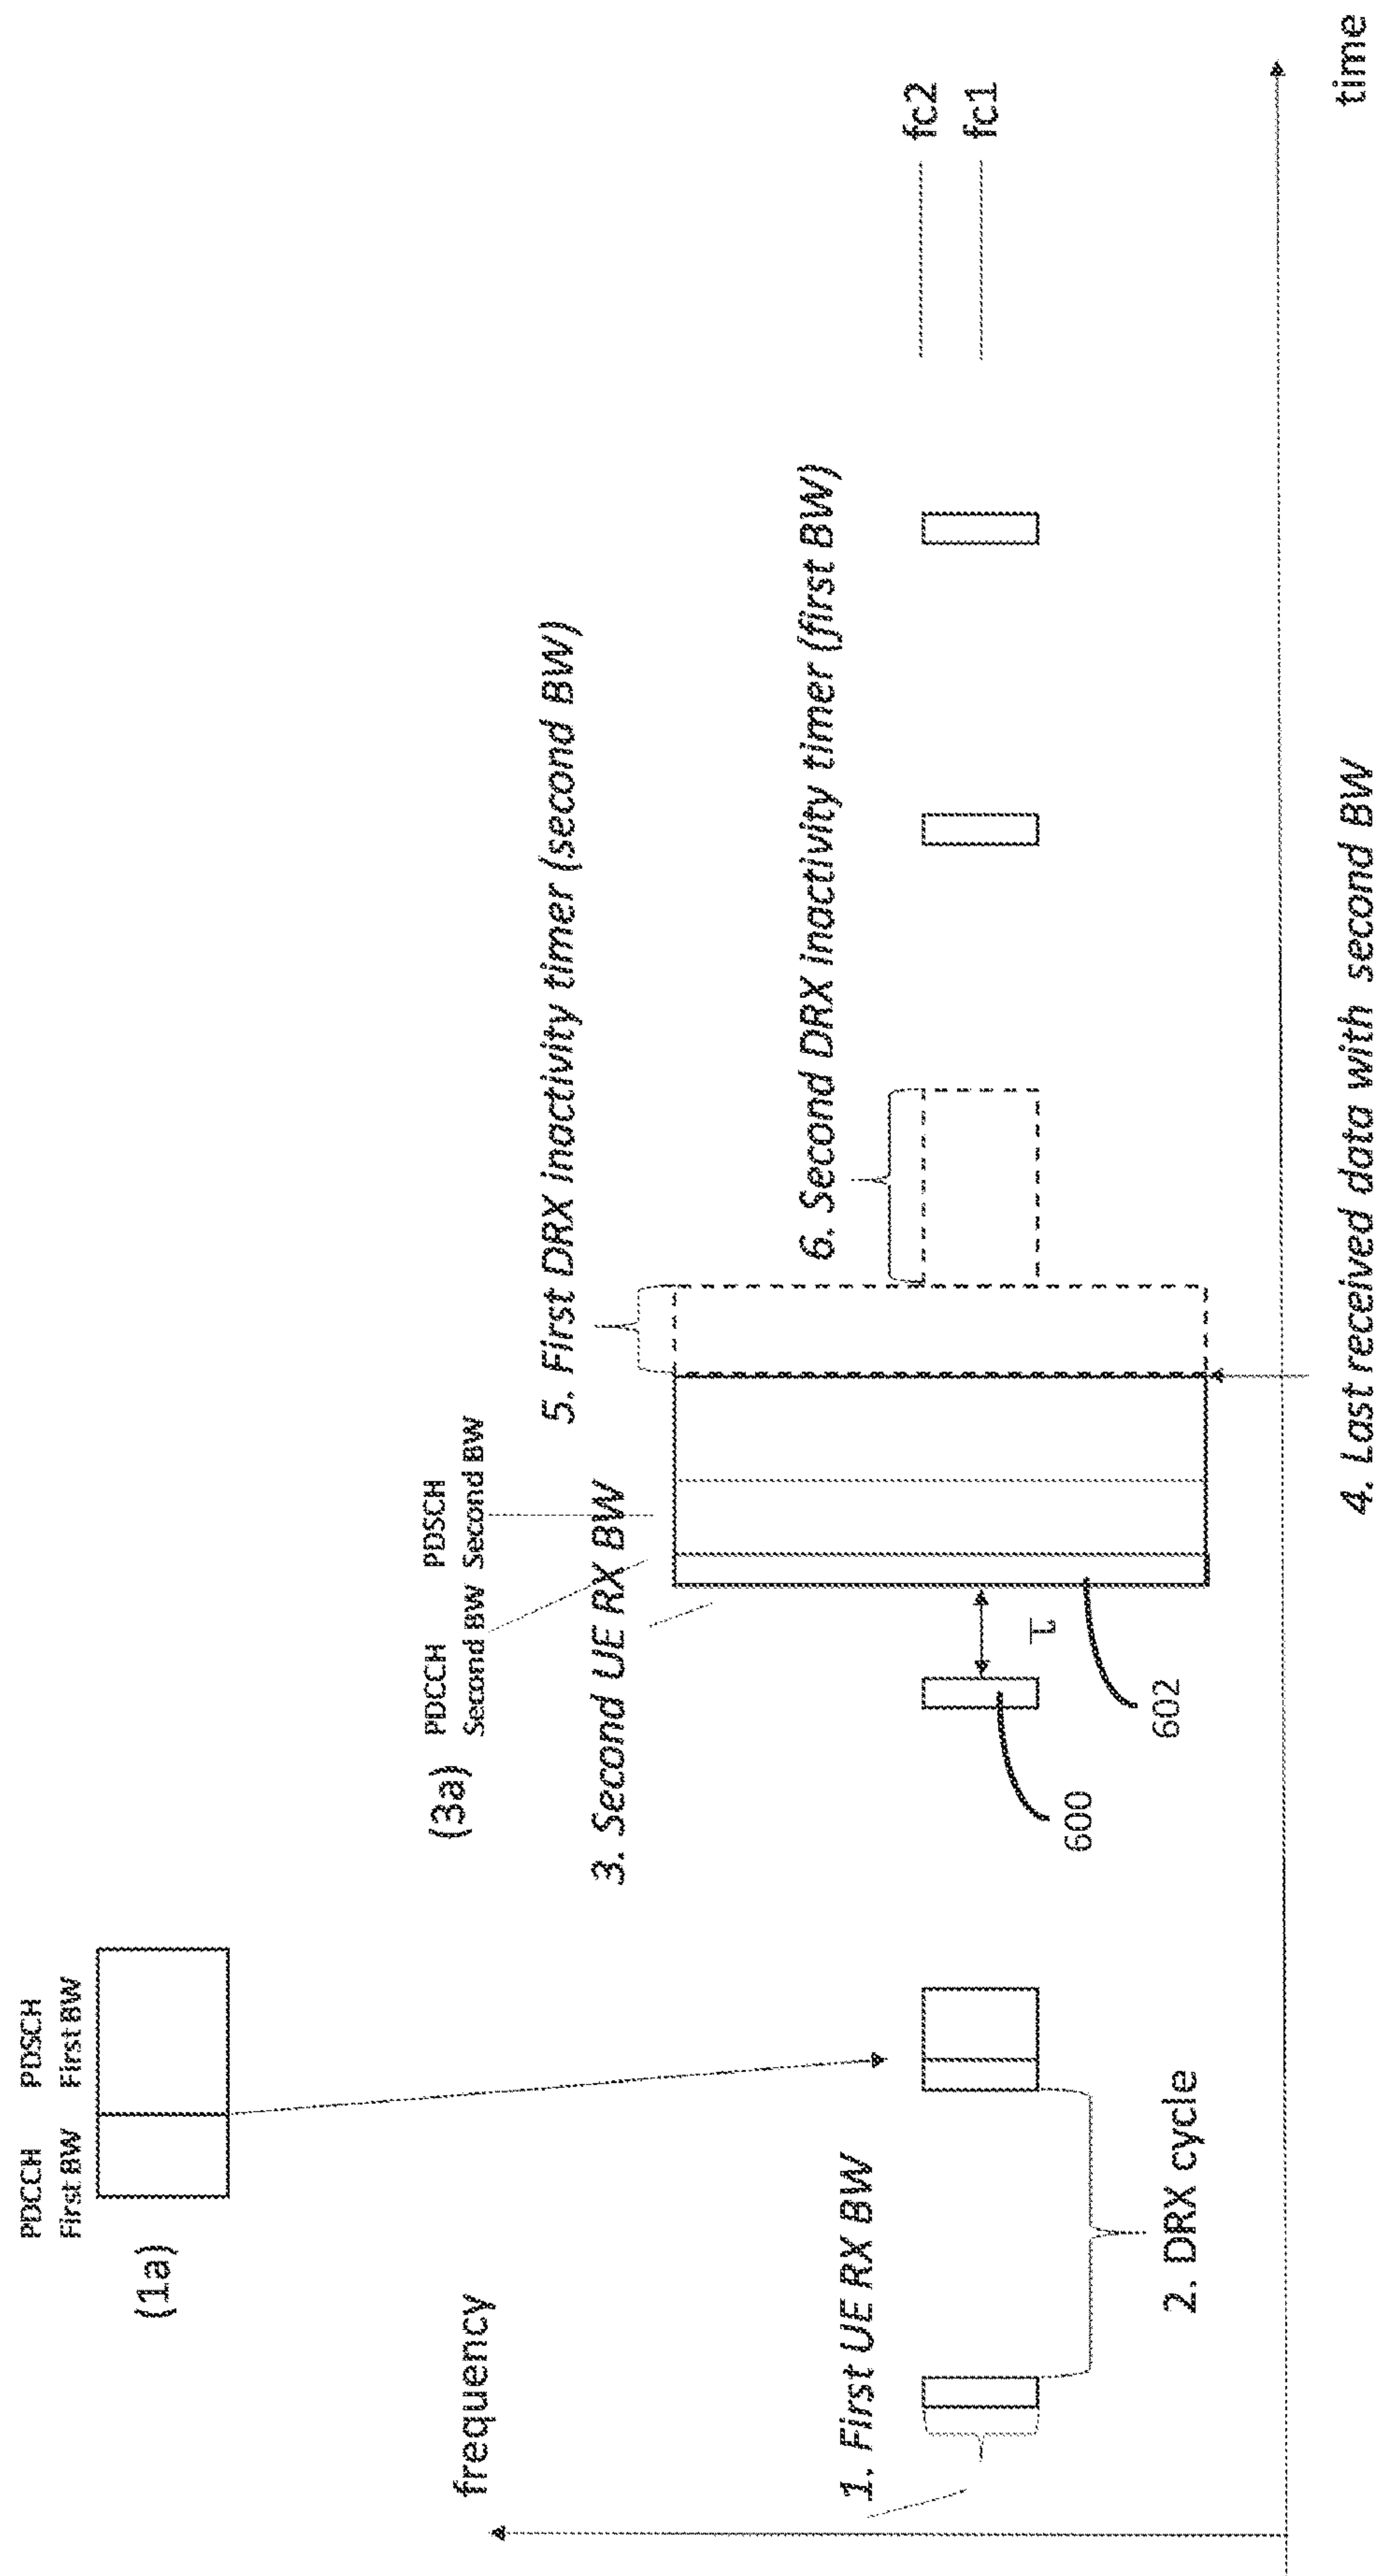 PDCCH PDSCH
First BW First BW
(1a)
frequency
PDCCH PDSCH
Second BW Second BW
(3a)
5. First DRX inactivity timer (second BW)
3. Second UE RX BW
6. Second DRX inactivity timer (first BW)
1. First UE RX BW
fc2
fc1
τ
600
602
2. DRX cycle
time
4. Last received data with second BW